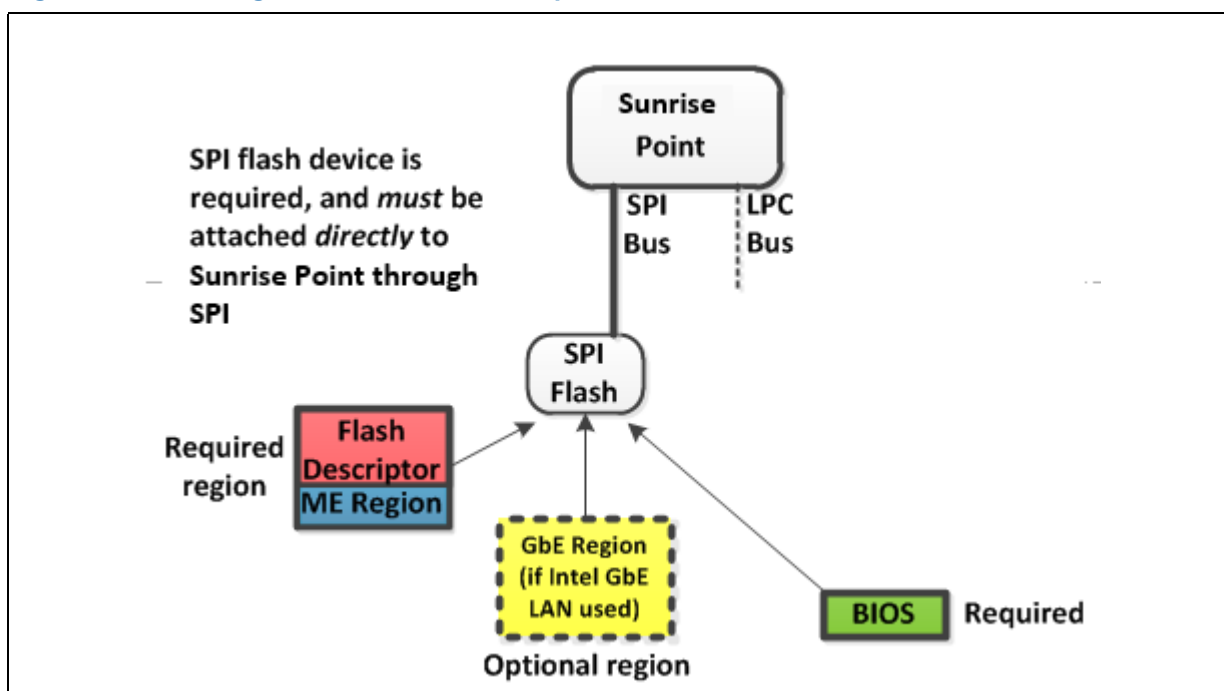 Sunrise
Point
SPI flash device is
required, and must be
attached directly to
Sunrise Point through
SPI
SPI
Bus
LPC
Bus
SPI
Flash
Required
region
Flash
Descriptor
ME Region
GbE Region
(if Intel GbE
LAN used)
Optional region
BIOS
Required